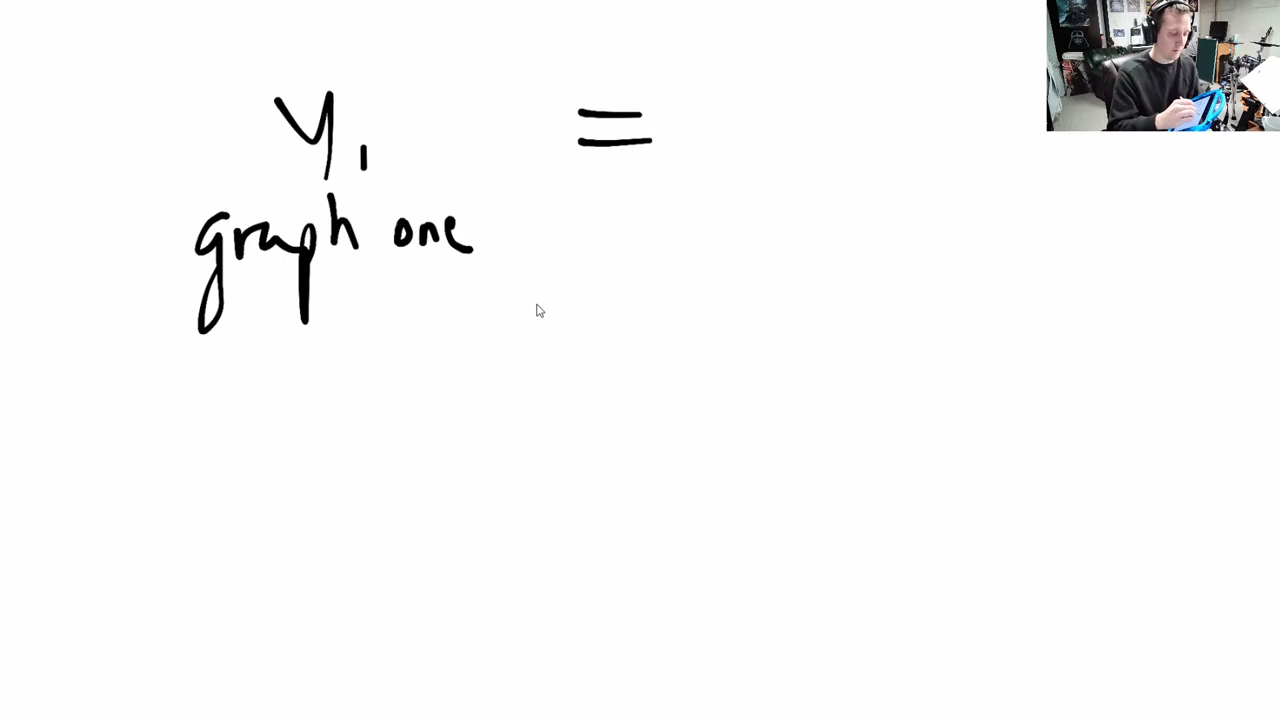 y₁ =
graph one